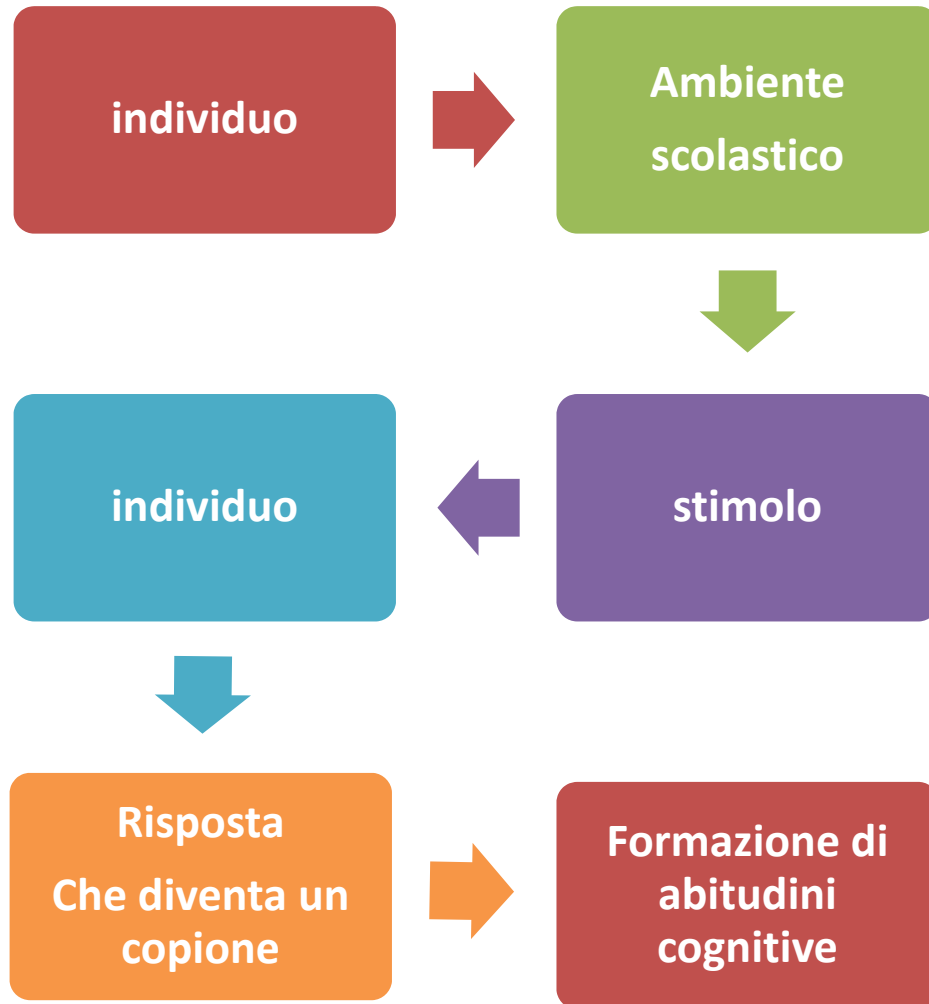 individuo
Ambiente
scolastico
stimolo
individuo
Risposta
Che diventa un
copione
Formazione di
abitudini
cognitive